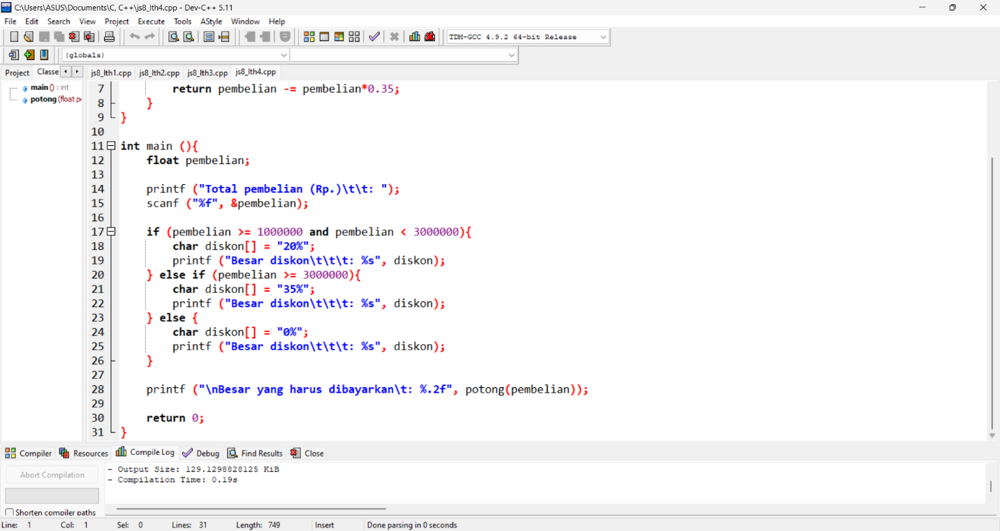 C:\Users\ASUS\Documents\C, C++\js8_lth4.cpp - Dev-C++ 5.11
File Edit Search View Project Execute Tools AStyle Window Help
TDM-GCC 4.9.2 64-bit Release
(globals)
Project Classe js8_lth1.cpp js8_lth2.cpp js8_lth3.cpp js8_lth4.cpp
main () : int
potong (float p
7 return pembelian -= pembelian*0.35;
8 }
9 }
10
11 int main (){
12 float pembelian;
13
14 printf ("Total pembelian (Rp.)\t\t: ");
15 scanf ("%f", &pembelian);
16
17 if (pembelian >= 1000000 and pembelian < 3000000){
18 char diskon[] = "20%";
19 printf ("Besar diskon\t\t\t: %s", diskon);
20 } else if (pembelian >= 3000000){
21 char diskon[] = "35%";
22 printf ("Besar diskon\t\t\t: %s", diskon);
23 } else {
24 char diskon[] = "0%";
25 printf ("Besar diskon\t\t\t: %s", diskon);
26 }
27
28 printf ("\nBesar yang harus dibayarkan\t: %.2f", potong(pembelian));
29
30 return 0;
31 }
Compiler Resources Compile Log Debug Find Results Close
Abort Compilation
- Output Size: 129.1298828125 KiB
- Compilation Time: 0.19s
Shorten compiler paths
Line: 1 Col: 1 Sel: 0 Lines: 31 Length: 749 Insert Done parsing in 0 seconds